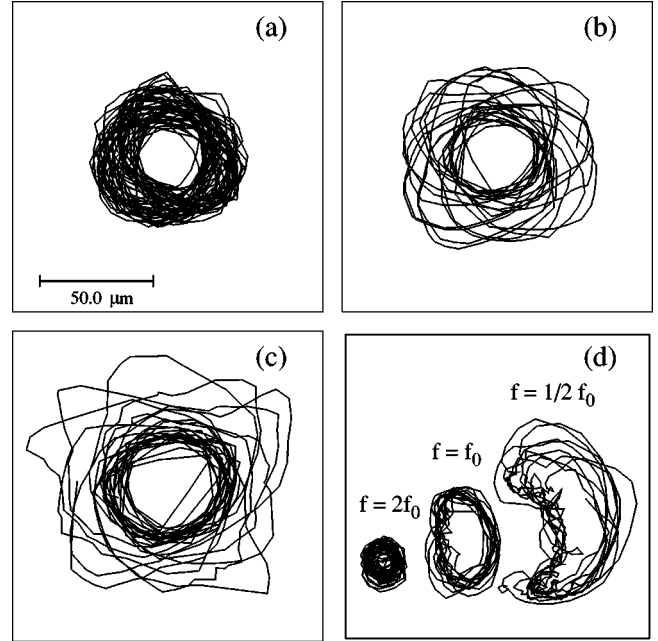 (a)
(b)
50.0 μm
(c)
(d)
f = 1/2 f₀
f = f₀
f = 2f₀